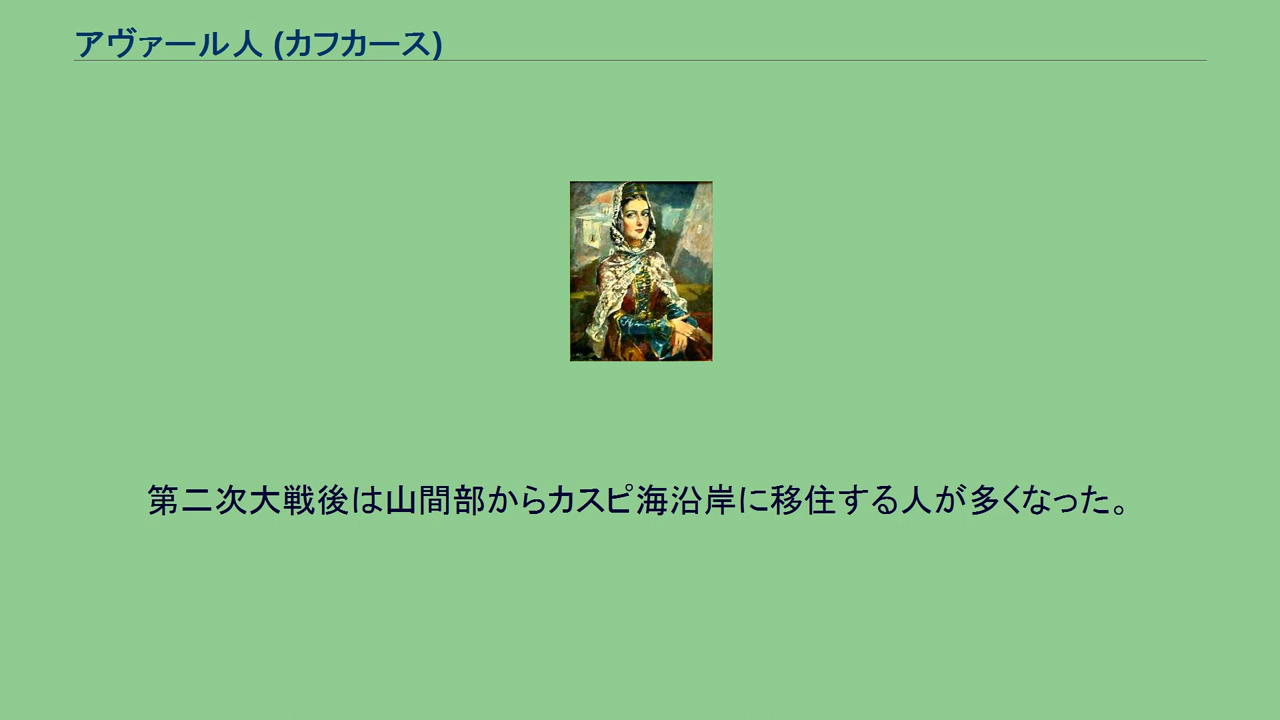 アヴァール人 (カフカース)
第二次大戦後は山間部からカスピ海沿岸に移住する人が多くなった。